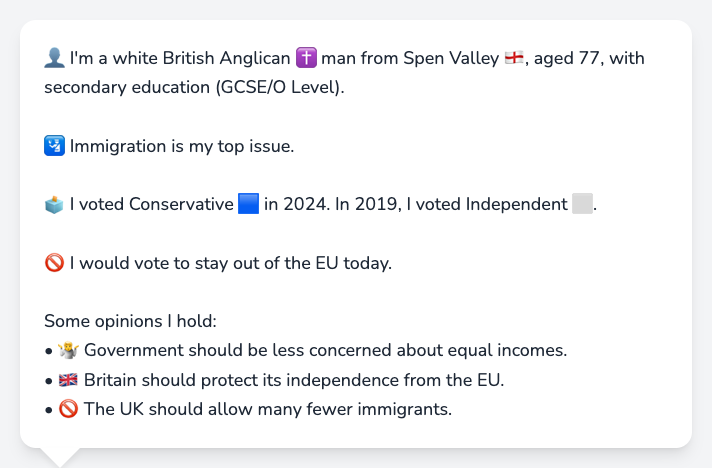 👤 I'm a white British Anglican ✝️ man from Spen Valley 🏴󠁧󠁢󠁥󠁮󠁧󠁿, aged 77, with
secondary education (GCSE/O Level).
🛂 Immigration is my top issue.
🗳️ I voted Conservative 🟦 in 2024. In 2019, I voted Independent ⬜.
🚫 I would vote to stay out of the EU today.
Some opinions I hold:
• 🤷 Government should be less concerned about equal incomes.
• 🇬🇧 Britain should protect its independence from the EU.
• 🚫 The UK should allow many fewer immigrants.